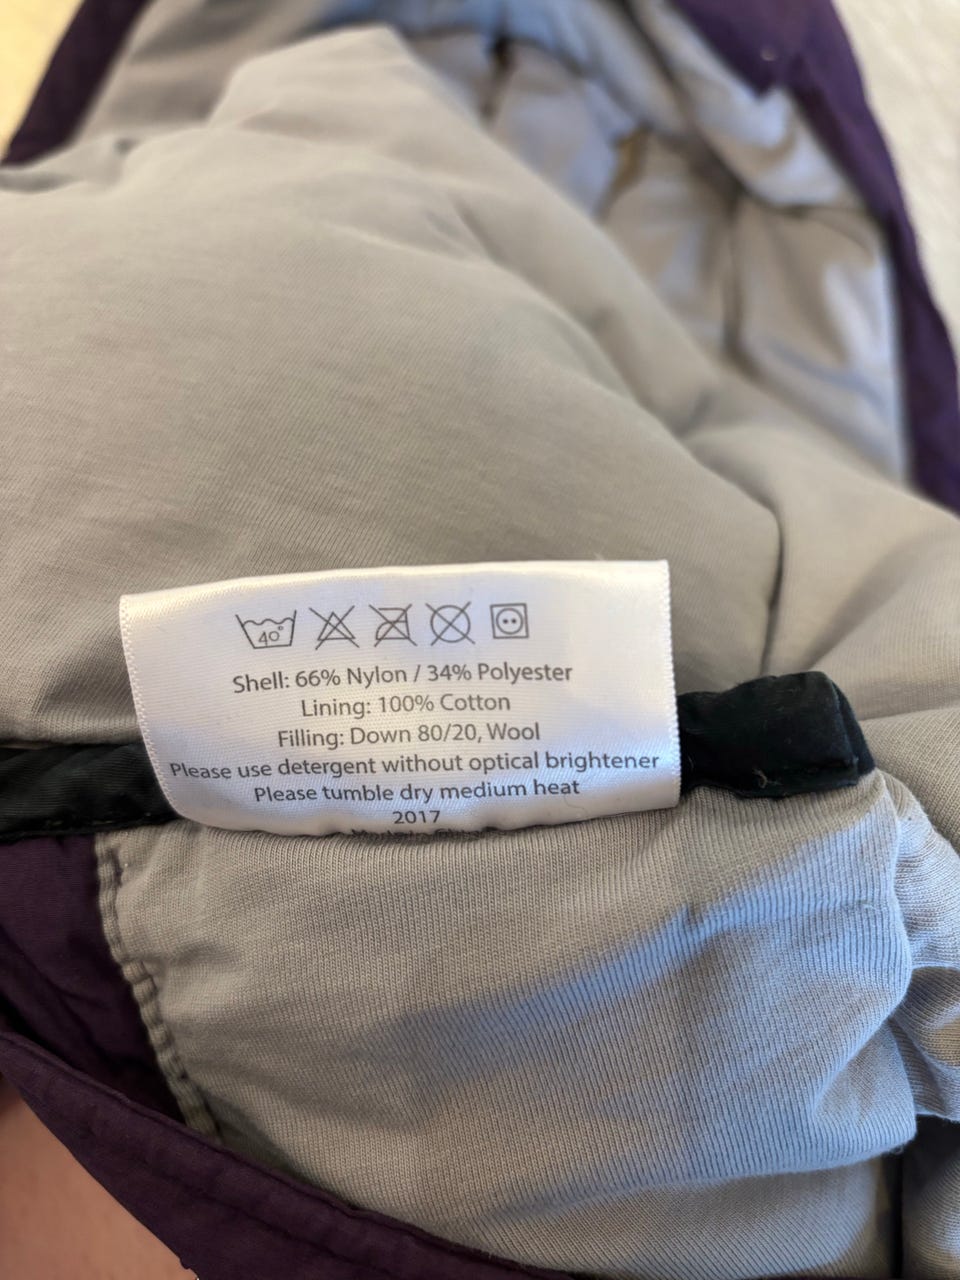 40°
Shell: 66% Nylon / 34% Polyester
Lining: 100% Cotton
Filling: Down 80/20, Wool
Please use detergent without optical brightener
Please tumble dry medium heat
2017